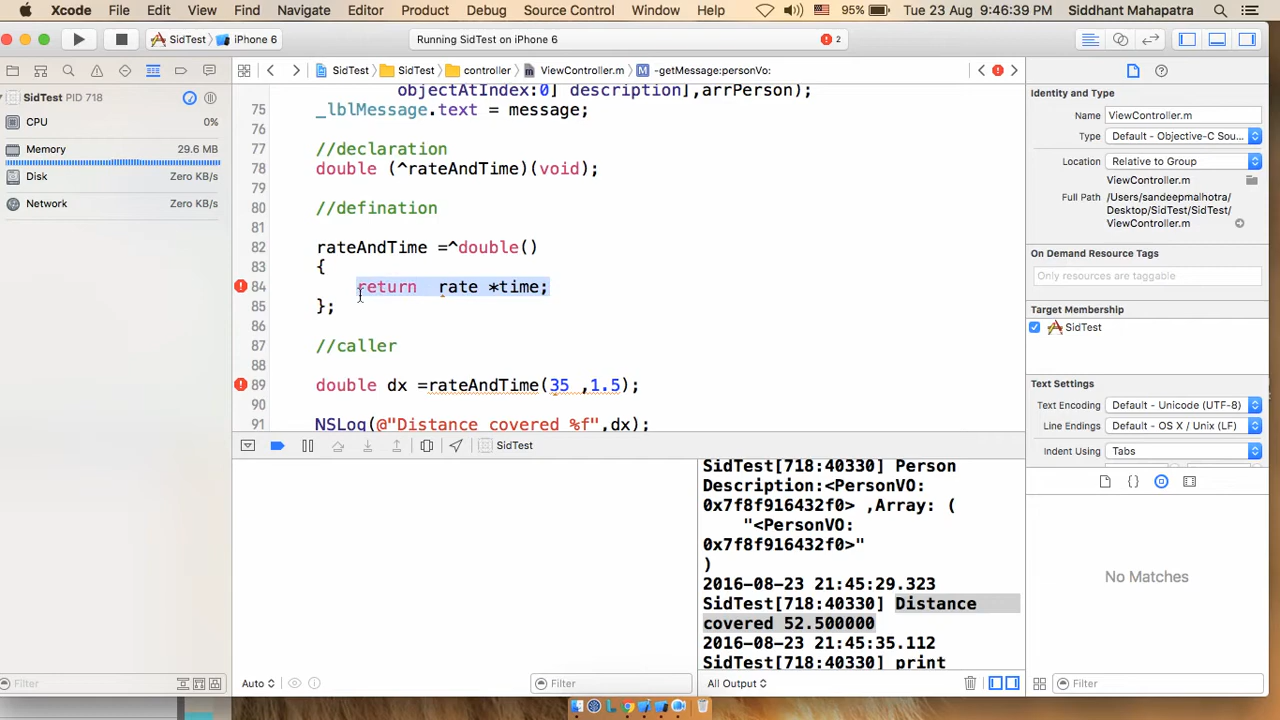 Xcode File Edit View Find Navigate Editor Product Debug Source Control Window Help 95% Tue 23 Aug 9:46:39 PM Siddhant Mahapatra
SidTest iPhone 6 Running SidTest on iPhone 6 2
SidTest SidTest controller ViewController.m M -getMessage:personVo:
SidTest PID 718
CPU 0%
Memory 29.6 MB
Disk Zero KB/s
Network Zero KB/s
objectAtIndex:0] description],arrPerson);
75 _lblMessage.text = message;
76
77 //declaration
78 double (^rateAndTime)(void);
79
80 //defination
81
82 rateAndTime =^double()
83 {
84 return  rate *time;
85 };
86
87 //caller
88
89 double dx =rateAndTime(35 ,1.5);
90
91 NSLog(@"Distance covered %f",dx);
SidTest
SidTest[718:40330] Person
Description:<PersonVO:
0x7f8f916432f0> ,Array: (
"<PersonVO:
0x7f8f916432f0>"
)
2016-08-23 21:45:29.323
SidTest[718:40330] Distance
covered 52.500000
2016-08-23 21:45:35.112
SidTest[718:40330] print
Filter
Auto
Filter
All Output
Identity and Type
Name ViewController.m
Type Default - Objective-C Sou...
Location Relative to Group
ViewController.m
Full Path /Users/sandeepmalhotra/
Desktop/SidTest/SidTest/
ViewController.m
On Demand Resource Tags
Only resources are taggable
Target Membership
SidTest
Text Settings
Text Encoding Default - Unicode (UTF-8)
Line Endings Default - OS X / Unix (LF)
Indent Using Tabs
No Matches
Filter